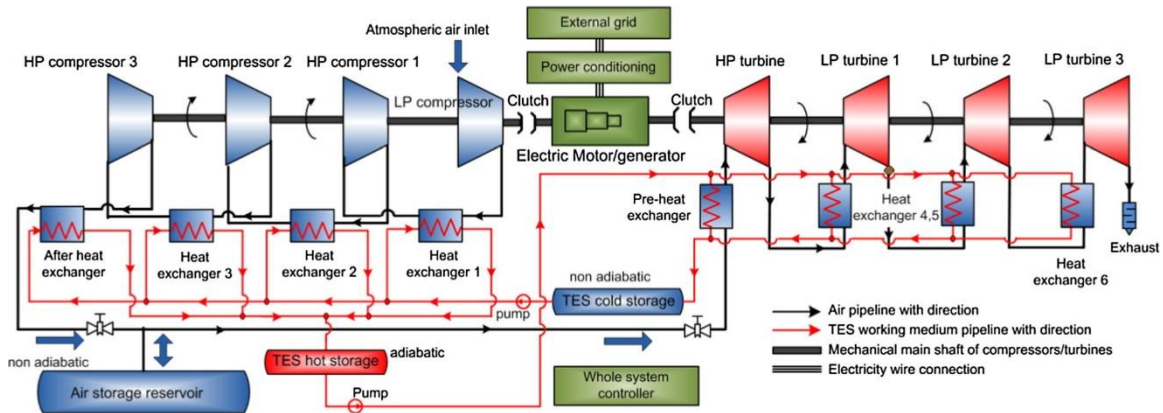 External grid
Atmospheric air inlet
Power conditioning
HP compressor 3
HP compressor 2
HP compressor 1
LP compressor
Clutch
Clutch
HP turbine
LP turbine 1
LP turbine 2
LP turbine 3
Electric Motor/generator
Pre-heat
exchanger
Heat
exchanger 4,5
After heat
exchanger
Heat
exchanger 3
Heat
exchanger 2
Heat
exchanger 1
Exhaust
Heat
exchanger 6
non adiabatic
TES cold storage
pump
non adiabatic
TES hot storage
adiabatic
Air storage reservoir
Pump
Whole system
controller
Air pipeline with direction
TES working medium pipeline with direction
Mechanical main shaft of compressors/turbines
Electricity wire connection